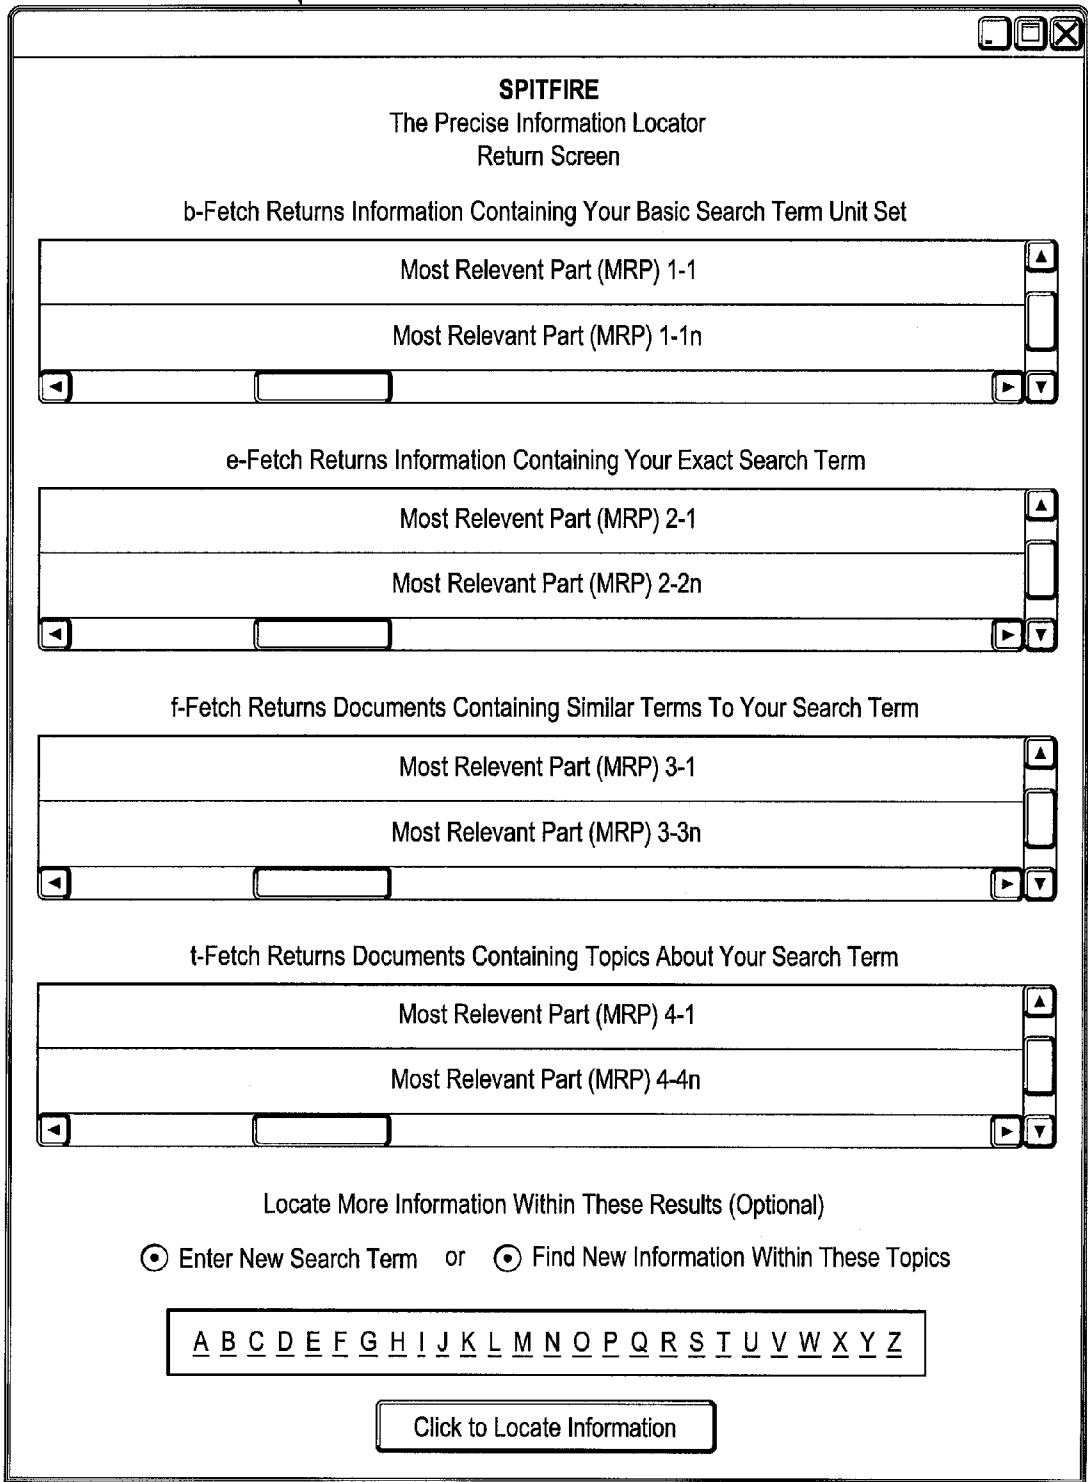 SPITFIRE
The Precise Information Locator
Return Screen
b-Fetch Returns Information Containing Your Basic Search Term Unit Set
Most Relevent Part (MRP) 1-1
Most Relevant Part (MRP) 1-1n
e-Fetch Returns Information Containing Your Exact Search Term
Most Relevent Part (MRP) 2-1
Most Relevant Part (MRP) 2-2n
f-Fetch Returns Documents Containing Similar Terms To Your Search Term
Most Relevent Part (MRP) 3-1
Most Relevant Part (MRP) 3-3n
t-Fetch Returns Documents Containing Topics About Your Search Term
Most Relevent Part (MRP) 4-1
Most Relevant Part (MRP) 4-4n
Locate More Information Within These Results (Optional)
Enter New Search Term or Find New Information Within These Topics
A B C D E F G H I J K L M N O P Q R S T U V W X Y Z
Click to Locate Information